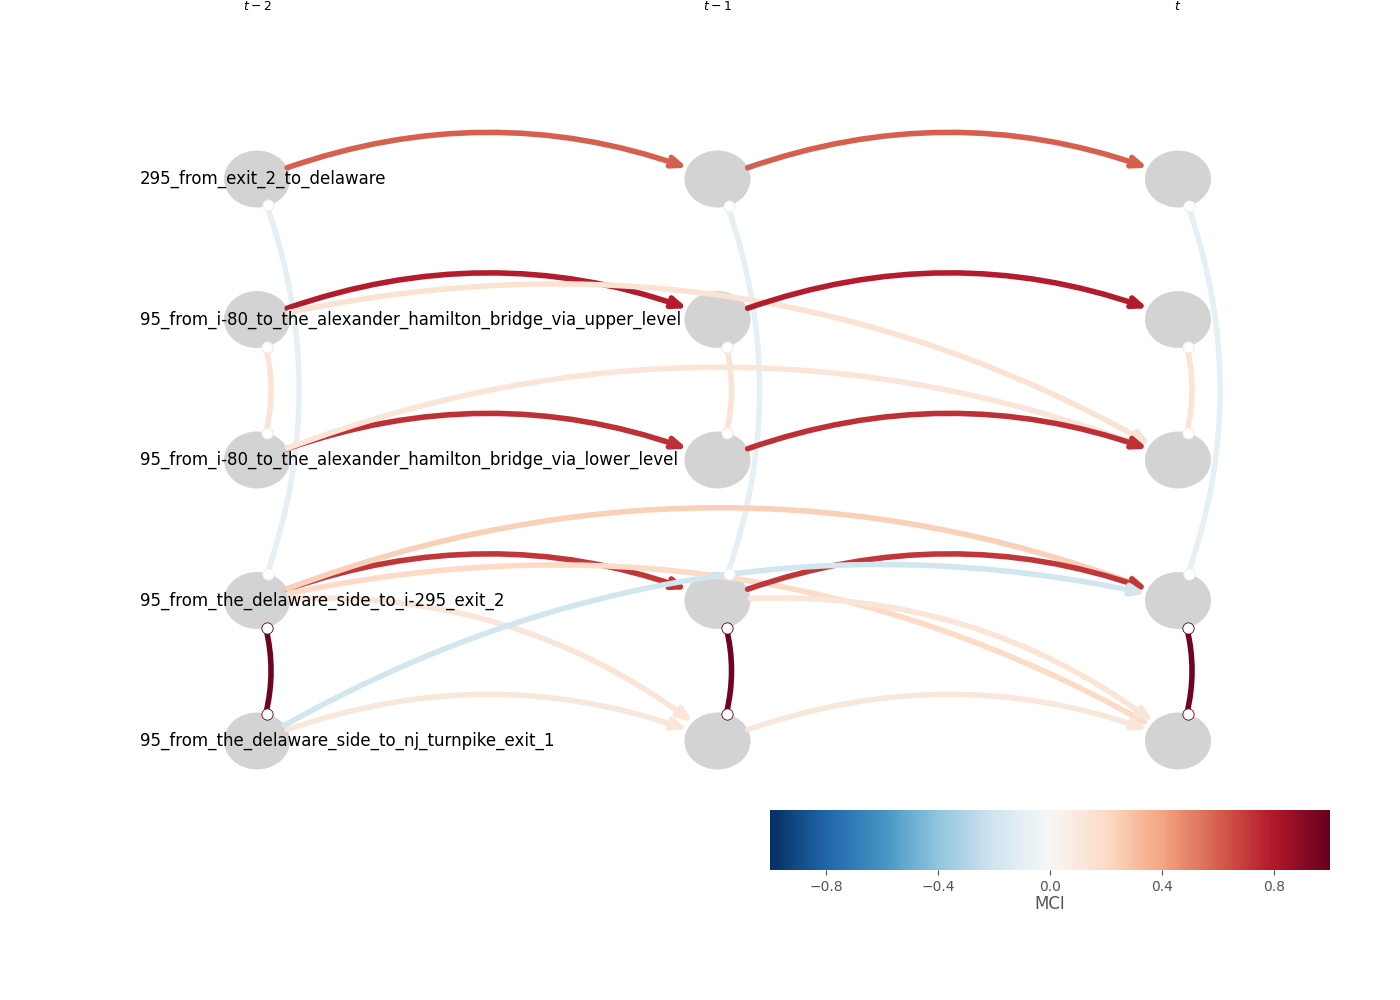 t − 2 t − 1 t
295_from_exit_2_to_delaware
95_from_i-80_to_the_alexander_hamilton_bridge_via_upper_level
95_from_i-80_to_the_alexander_hamilton_bridge_via_lower_level
95_from_the_delaware_side_to_i-295_exit_2
95_from_the_delaware_side_to_nj_turnpike_exit_1
−0.8 −0.4 0.0 0.4 0.8
MCI